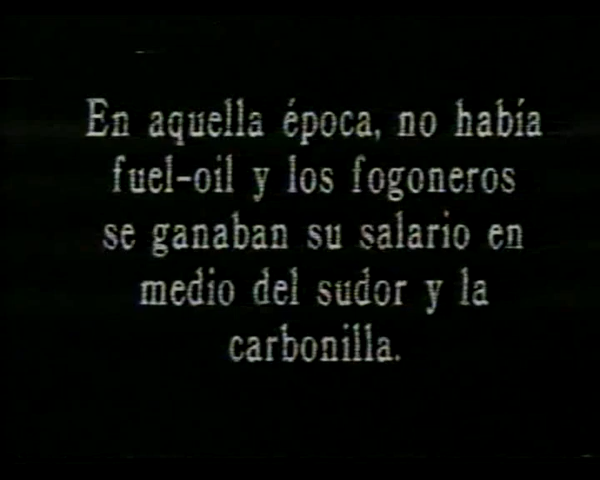 En aquella época, no había
fuel-oil y los fogoneros
se ganaban su salario en
medio del sudor y la
carbonilla.